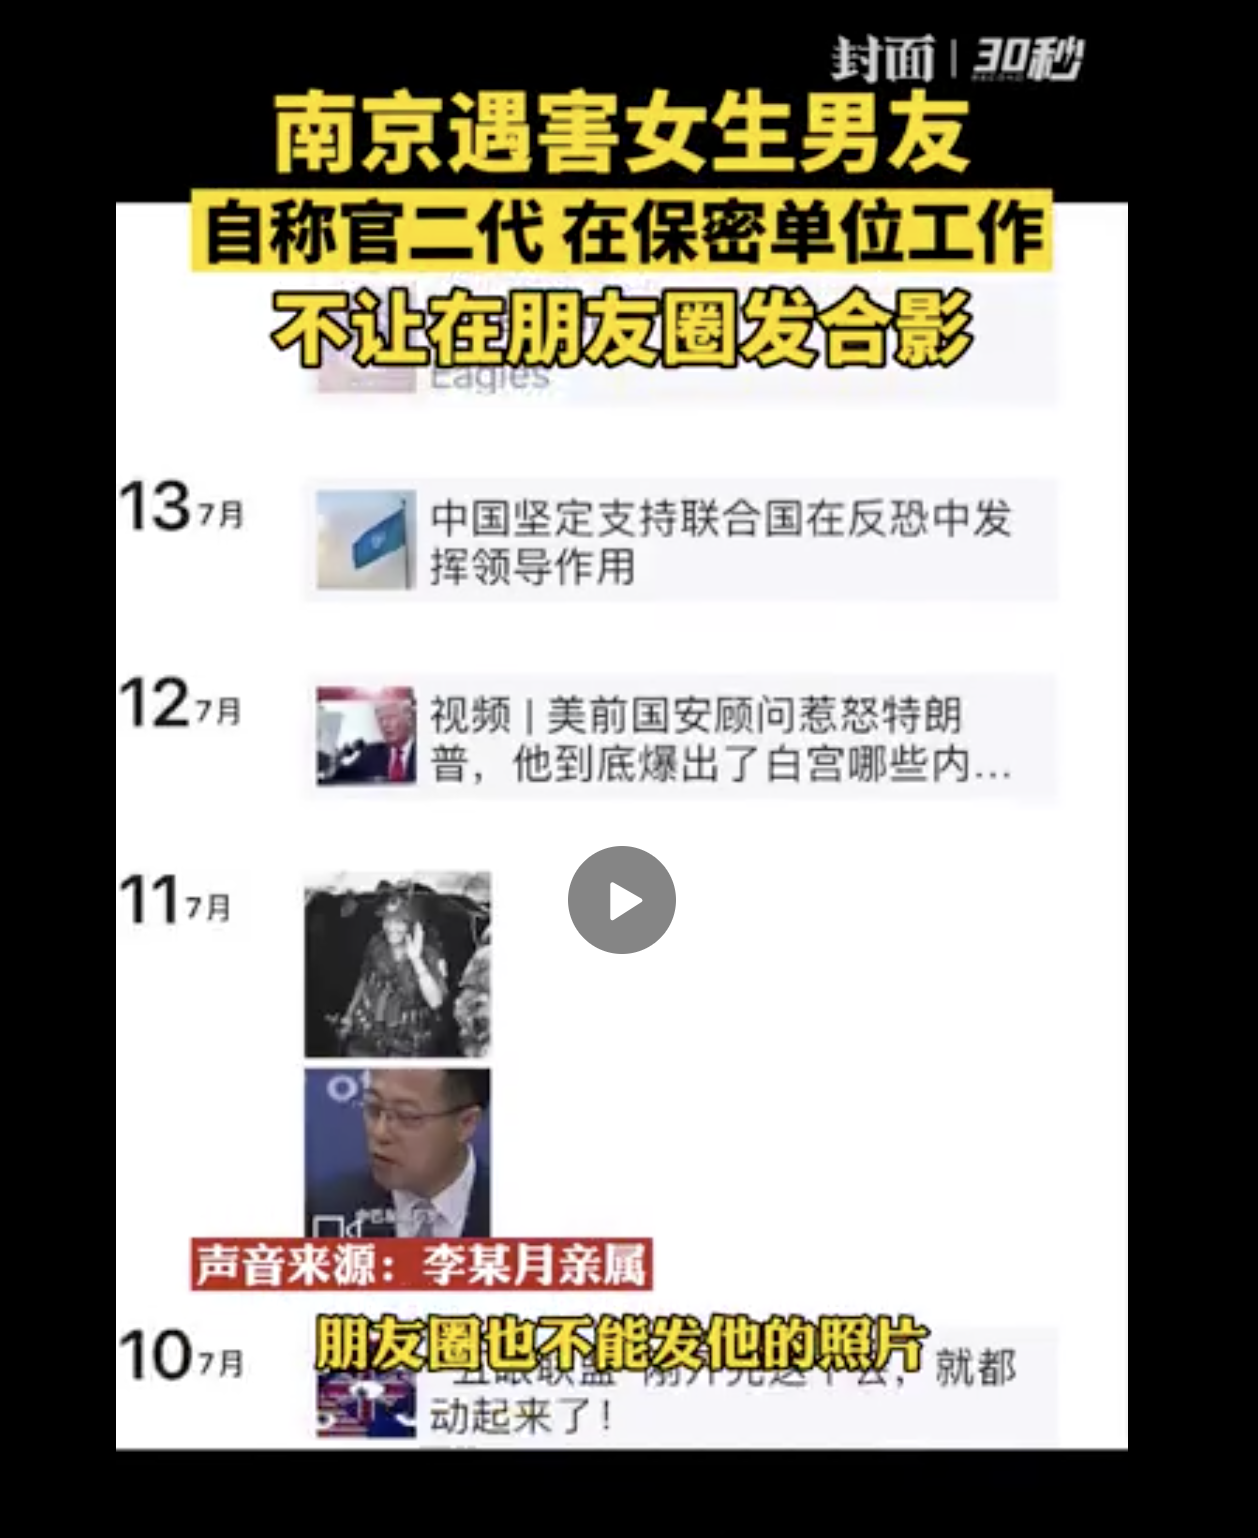 封面 | 30秒
SECOND
南京遇害女生男友
自称官二代 在保密单位工作
不让在朋友圈发合影
Eagles
13 7月
中国坚定支持联合国在反恐中发
挥领导作用
12 7月
视频 | 美前国安顾问惹怒特朗
普，他到底爆出了白宫哪些内...
11 7月
声音来源：李某月亲属
朋友圈也不能发他的照片
10 7月
就都
动起来了！